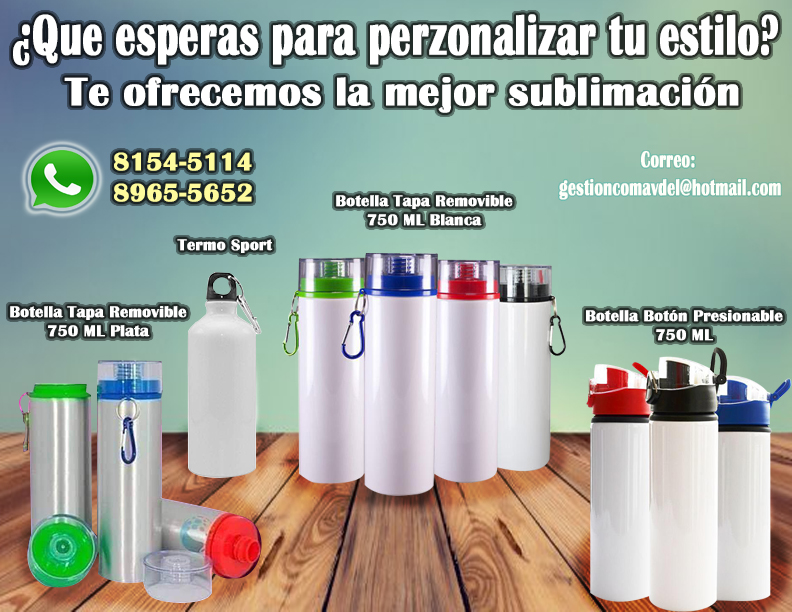 ¿Que esperas para perzonalizar tu estilo?
Te ofrecemos la mejor sublimación
8154-5114
8965-5652
Correo:
gestioncomavdel@hotmail.com
Botella Tapa Removible
750 ML Blanca
Termo Sport
Botella Tapa Removible
750 ML Plata
Botella Botón Presionable
750 ML